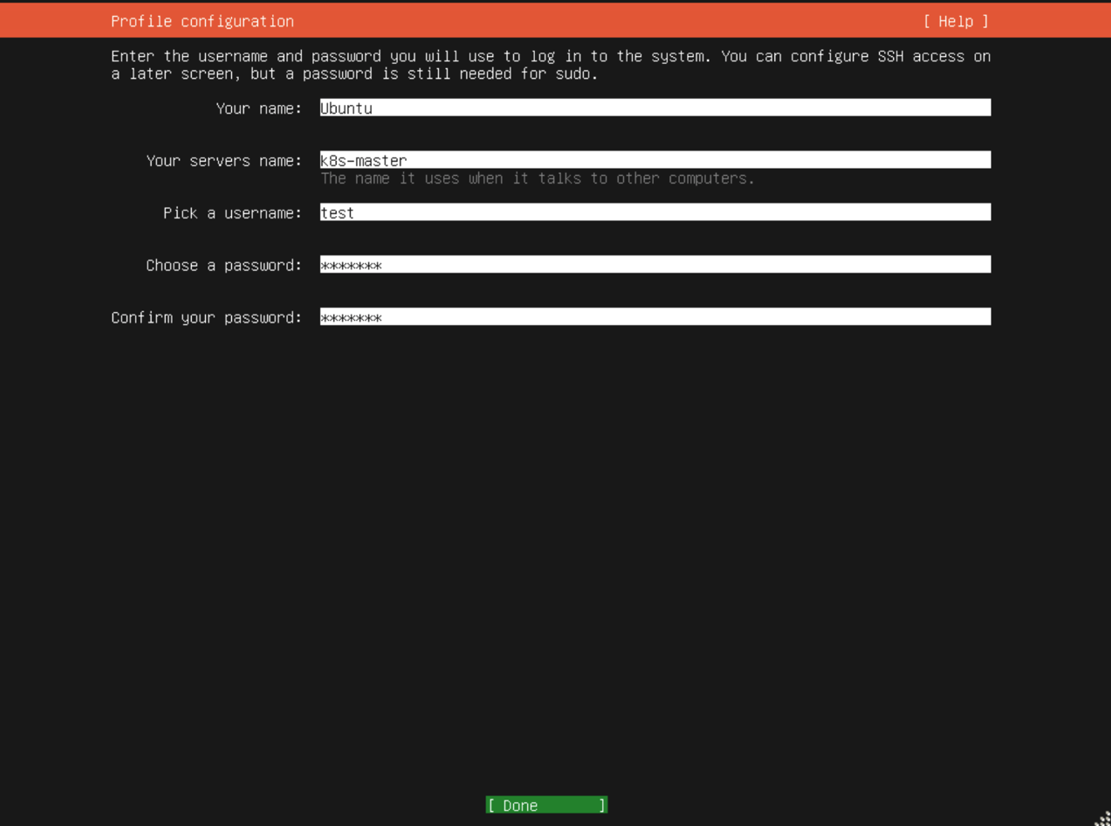 Profile configuration [ Help ]
Enter the username and password you will use to log in to the system. You can configure SSH access on
a later screen, but a password is still needed for sudo.
Your name: Ubuntu
Your servers name: k8s-master
The name it uses when it talks to other computers.
Pick a username: test
Choose a password: *******
Confirm your password: *******
[ Done ]